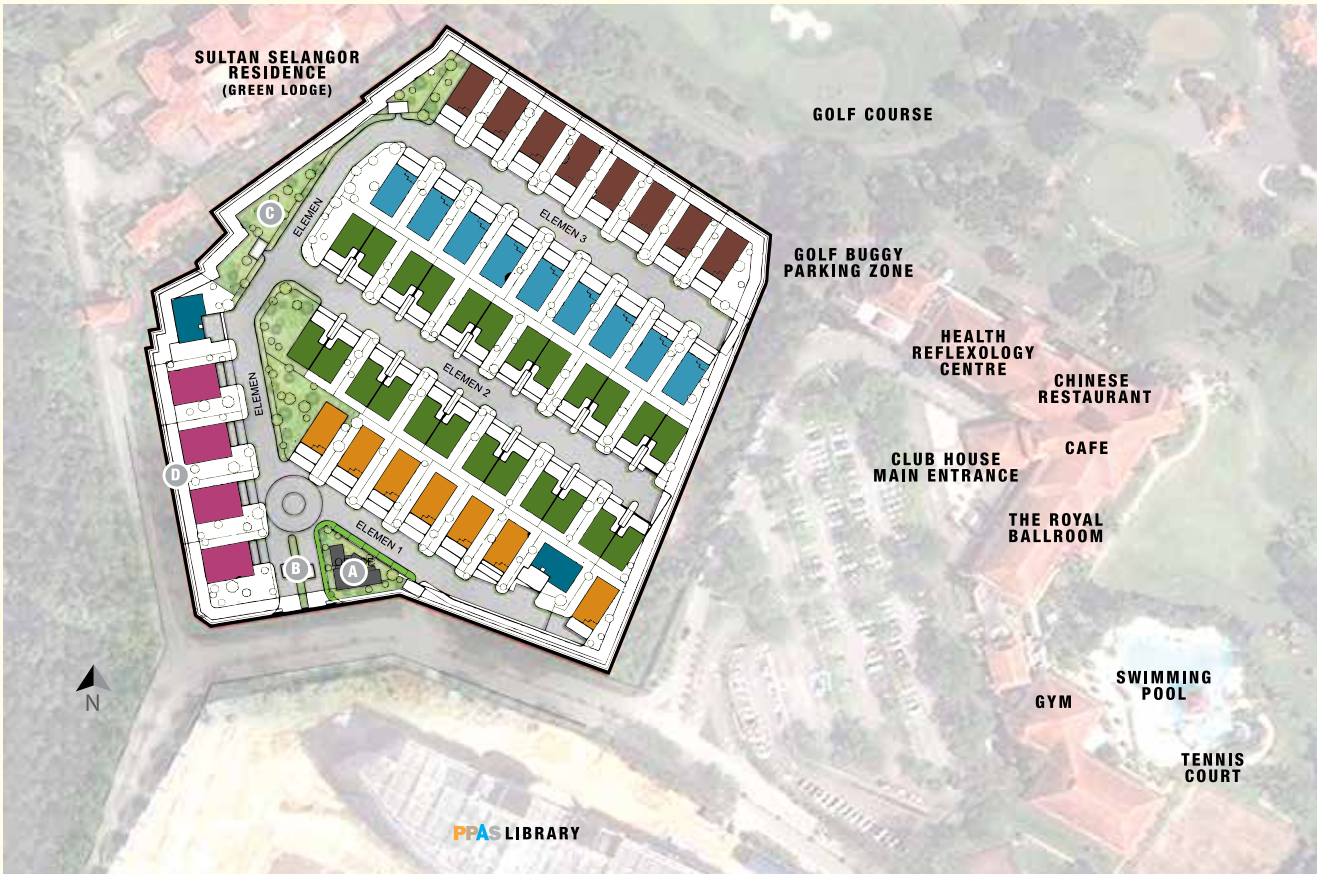 SULTAN SELANGOR
RESIDENCE
(GREEN LODGE)
GOLF COURSE
C
ELEMEN
ELEMEN 3
GOLF BUGGY
PARKING ZONE
HEALTH
REFLEXOLOGY
CENTRE
CHINESE
RESTAURANT
ELEMEN
ELEMEN 2
CAFE
CLUB HOUSE
MAIN ENTRANCE
D
THE ROYAL
BALLROOM
ELEMEN 1
B
A
SWIMMING
POOL
GYM
N
TENNIS
COURT
PPAS LIBRARY